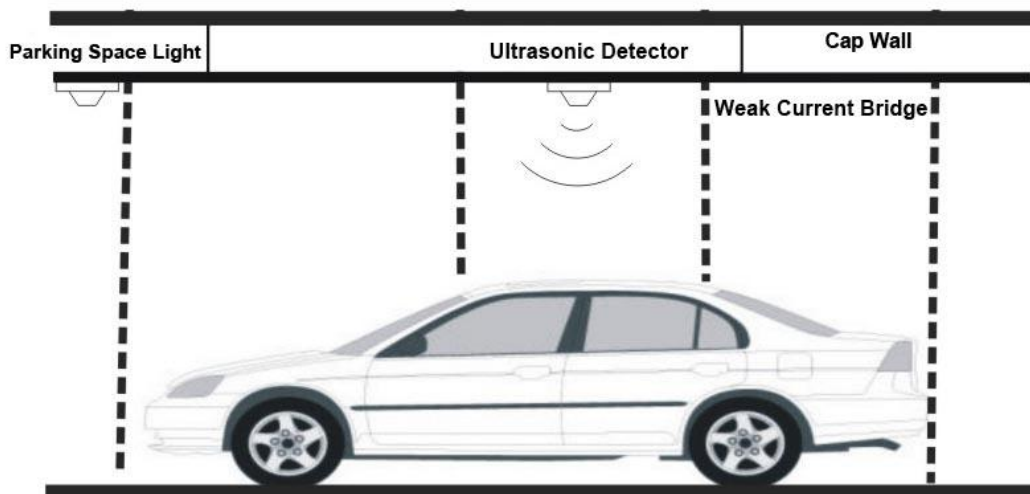 Parking Space Light
Ultrasonic Detector
Cap Wall
Weak Current Bridge